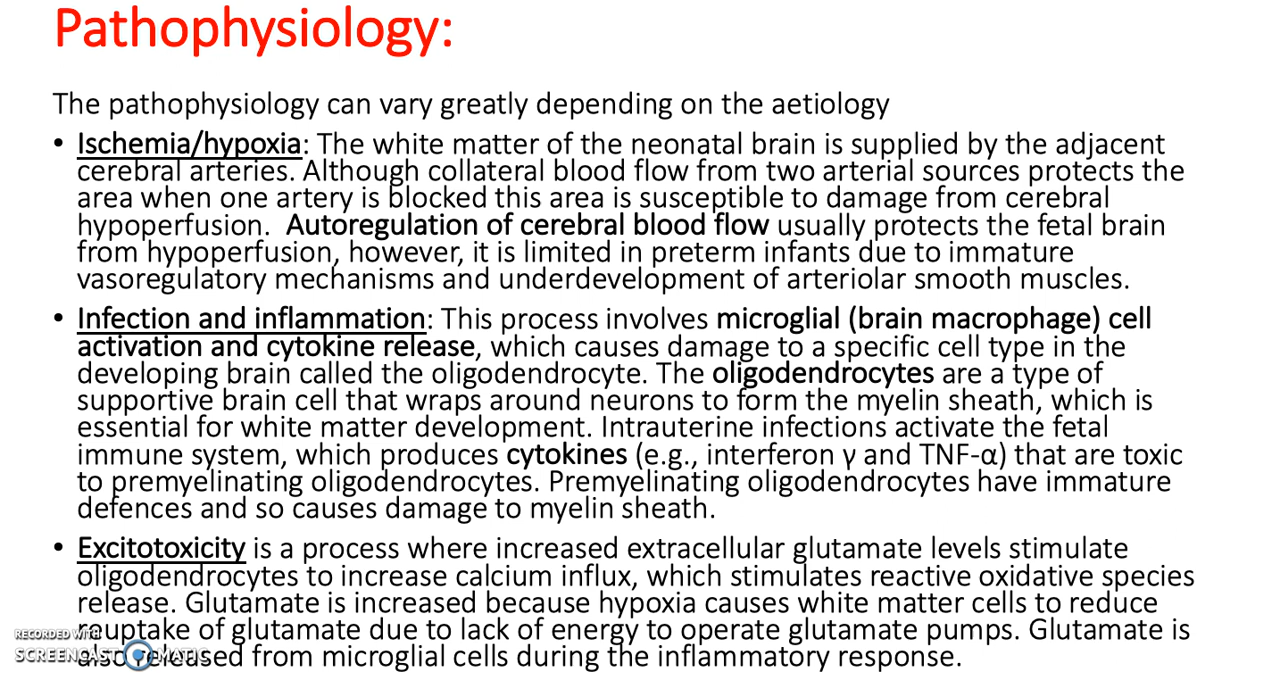 Pathophysiology:
The pathophysiology can vary greatly depending on the aetiology
• Ischemia/hypoxia: The white matter of the neonatal brain is supplied by the adjacent
cerebral arteries. Although collateral blood flow from two arterial sources protects the
area when one artery is blocked this area is susceptible to damage from cerebral
hypoperfusion. Autoregulation of cerebral blood flow usually protects the fetal brain
from hypoperfusion, however, it is limited in preterm infants due to immature
vasoregulatory mechanisms and underdevelopment of arteriolar smooth muscles.
• Infection and inflammation: This process involves microglial (brain macrophage) cell
activation and cytokine release, which causes damage to a specific cell type in the
developing brain called the oligodendrocyte. The oligodendrocytes are a type of
supportive brain cell that wraps around neurons to form the myelin sheath, which is
essential for white matter development. Intrauterine infections activate the fetal
immune system, which produces cytokines (e.g., interferon γ and TNF-α) that are toxic
to premyelinating oligodendrocytes. Premyelinating oligodendrocytes have immature
defences and so causes damage to myelin sheath.
• Excitotoxicity is a process where increased extracellular glutamate levels stimulate
oligodendrocytes to increase calcium influx, which stimulates reactive oxidative species
release. Glutamate is increased because hypoxia causes white matter cells to reduce
reuptake of glutamate due to lack of energy to operate glutamate pumps. Glutamate is
also released from microglial cells during the inflammatory response.
RECORDED WITH
SCREENCAST-O-MATIC